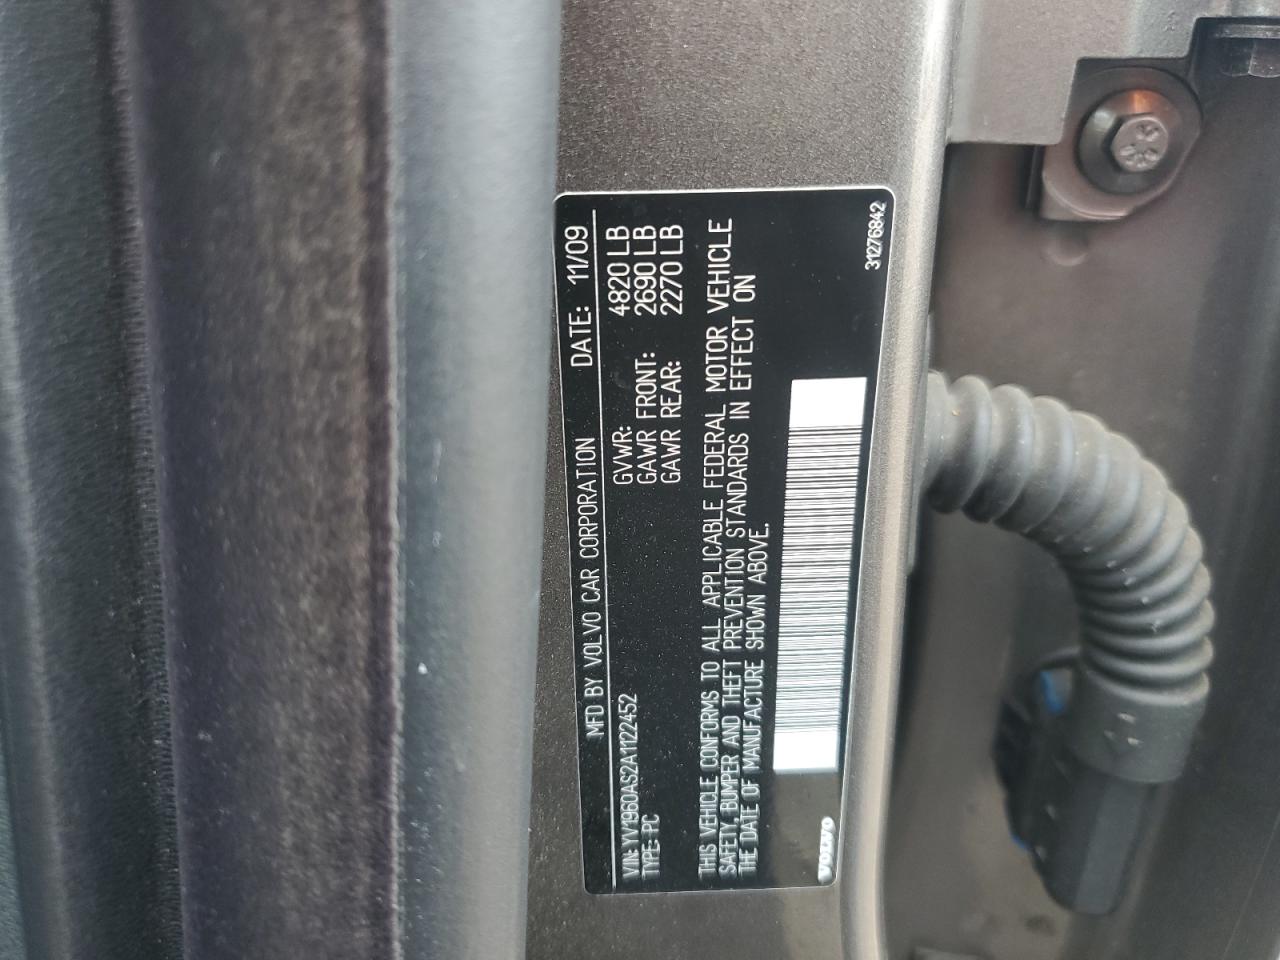 MFD BY VOLVO CAR CORPORATION DATE: 11/09
VIN: YV1960AS2A1122452 GVWR: 4820 LB
TYPE: PC GAWR FRONT: 2690 LB
GAWR REAR: 2270 LB
THIS VEHICLE CONFORMS TO ALL APPLICABLE FEDERAL MOTOR VEHICLE
SAFETY, BUMPER AND THEFT PREVENTION STANDARDS IN EFFECT ON
THE DATE OF MANUFACTURE SHOWN ABOVE.
VOLVO 31276842